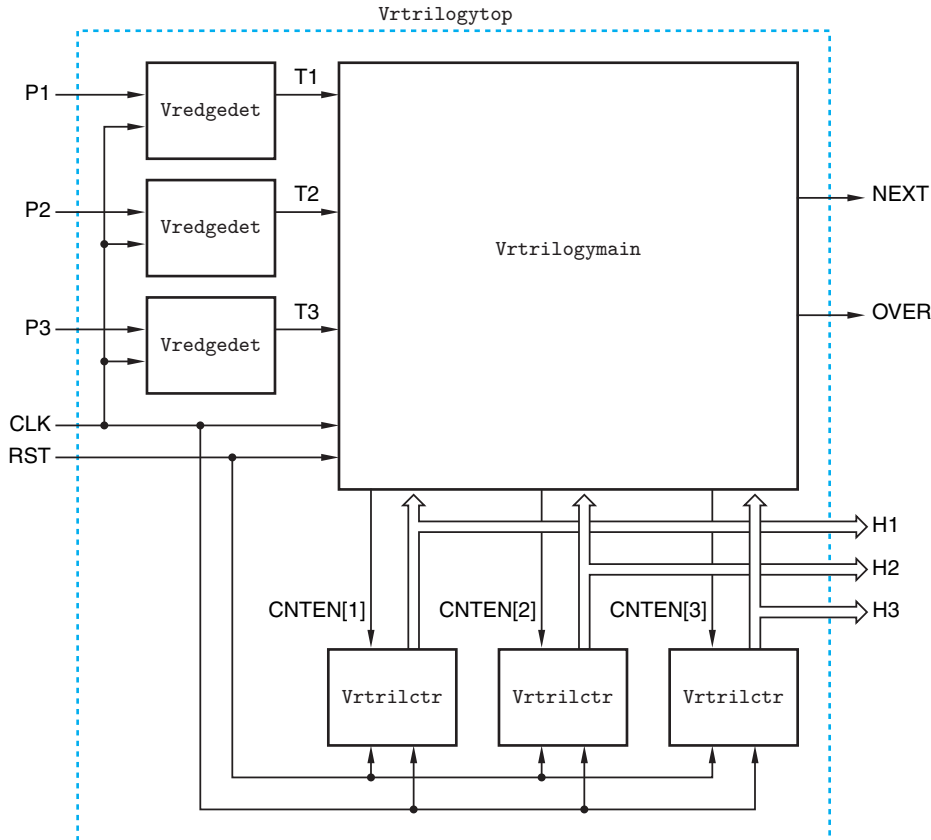 Vrtrilogytop
P1
Vredgedet
T1
P2
Vredgedet
T2
P3
Vredgedet
T3
Vrtrilogymain
NEXT
OVER
CLK
RST
H1
H2
H3
CNTEN[1]
CNTEN[2]
CNTEN[3]
Vrtrilctr
Vrtrilctr
Vrtrilctr